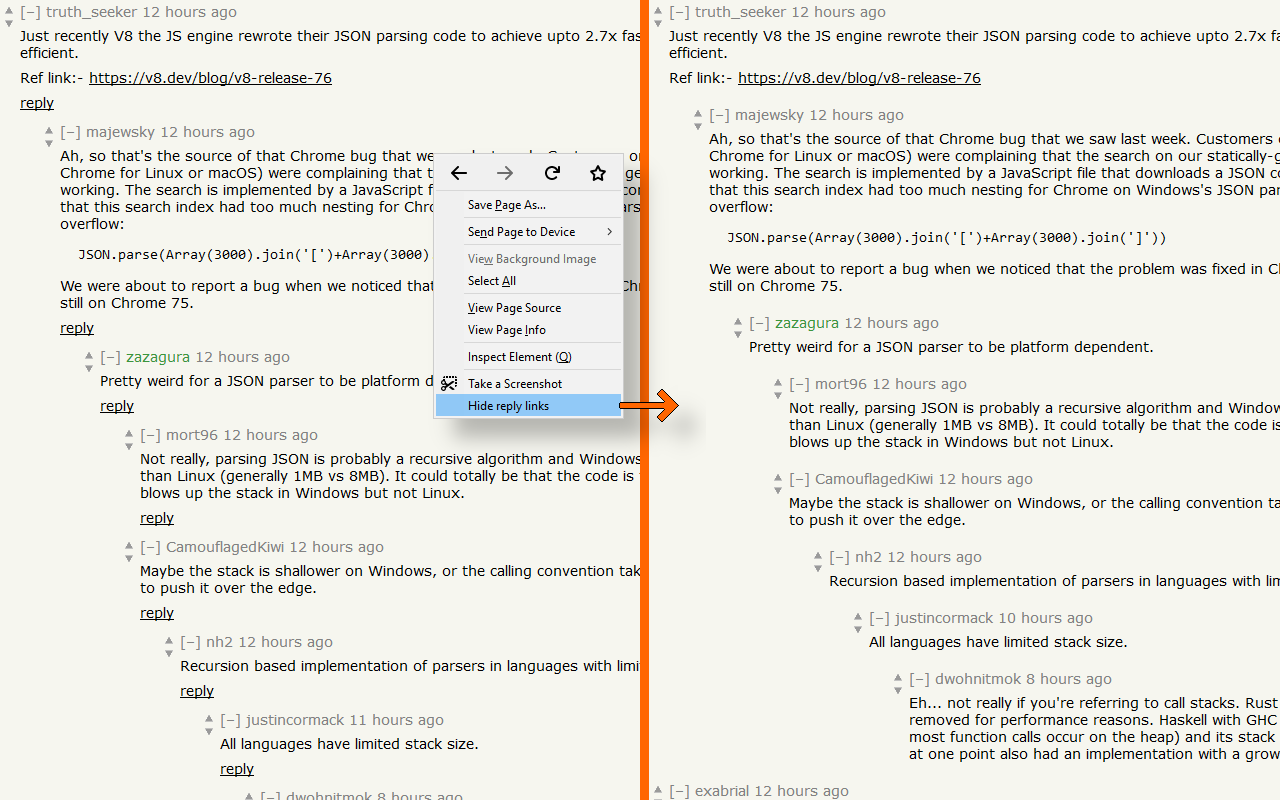 [–] truth_seeker 12 hours ago
Just recently V8 the JS engine rewrote their JSON parsing code to achieve upto 2.7x fas
efficient.
Ref link:- https://v8.dev/blog/v8-release-76
reply
[–] majewsky 12 hours ago
Ah, so that's the source of that Chrome bug that we
Chrome for Linux or macOS) were complaining that t
working. The search is implemented by a JavaScript f
that this search index had too much nesting for Chro
overflow:
JSON.parse(Array(3000).join('[')+Array(3000)
We were about to report a bug when we noticed that
still on Chrome 75.
reply
[–] zazagura 12 hours ago
Pretty weird for a JSON parser to be platform d
reply
[–] mort96 12 hours ago
Not really, parsing JSON is probably a recursive algorithm and Windows
than Linux (generally 1MB vs 8MB). It could totally be that the code is
blows up the stack in Windows but not Linux.
reply
[–] CamouflagedKiwi 12 hours ago
Maybe the stack is shallower on Windows, or the calling convention tak
to push it over the edge.
reply
[–] nh2 12 hours ago
Recursion based implementation of parsers in languages with limi
reply
[–] justincormack 11 hours ago
All languages have limited stack size.
reply
[–] dwohnitmok 8 hours ago
Save Page As...
Send Page to Device
View Background Image
Select All
View Page Source
View Page Info
Inspect Element (Q)
Take a Screenshot
Hide reply links
[–] truth_seeker 12 hours ago
Just recently V8 the JS engine rewrote their JSON parsing code to achieve upto 2.7x fa
efficient.
Ref link:- https://v8.dev/blog/v8-release-76
[–] majewsky 12 hours ago
Ah, so that's the source of that Chrome bug that we saw last week. Customers
Chrome for Linux or macOS) were complaining that the search on our statically-g
working. The search is implemented by a JavaScript file that downloads a JSON co
that this search index had too much nesting for Chrome on Windows's JSON par
overflow:
JSON.parse(Array(3000).join('[')+Array(3000).join(']'))
We were about to report a bug when we noticed that the problem was fixed in Ch
still on Chrome 75.
[–] zazagura 12 hours ago
Pretty weird for a JSON parser to be platform dependent.
[–] mort96 12 hours ago
Not really, parsing JSON is probably a recursive algorithm and Window
than Linux (generally 1MB vs 8MB). It could totally be that the code is
blows up the stack in Windows but not Linux.
[–] CamouflagedKiwi 12 hours ago
Maybe the stack is shallower on Windows, or the calling convention ta
to push it over the edge.
[–] nh2 12 hours ago
Recursion based implementation of parsers in languages with lim
[–] justincormack 10 hours ago
All languages have limited stack size.
[–] dwohnitmok 8 hours ago
Eh... not really if you're referring to call stacks. Rust
removed for performance reasons. Haskell with GHC
most function calls occur on the heap) and its stack
at one point also had an implementation with a grow
[–] exabrial 12 hours ago